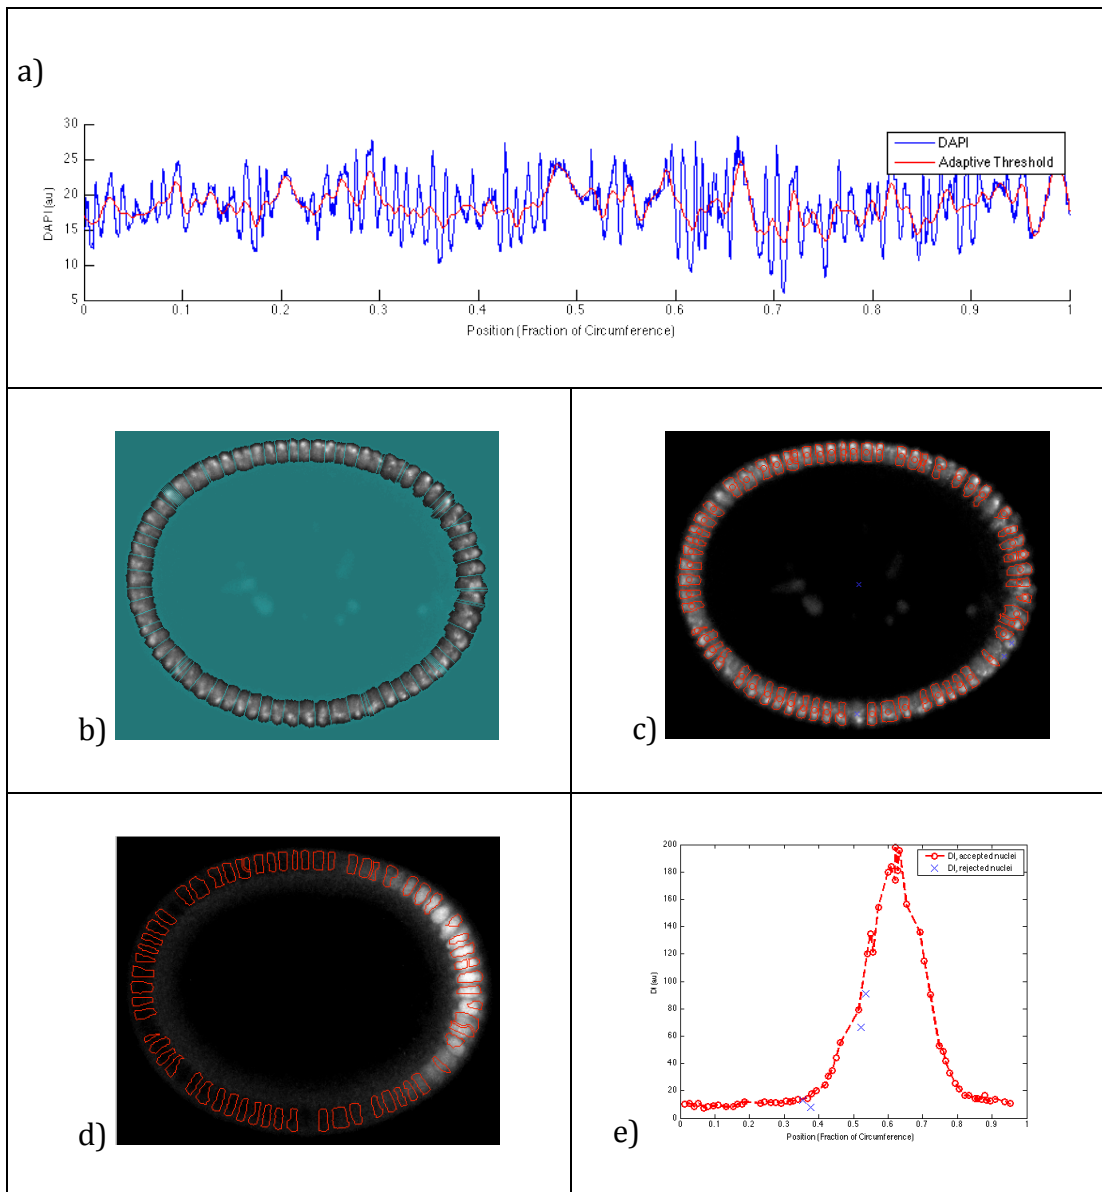 a)
30
25
20
15
10
5
DAPI (au)
DAPI
Adaptive Threshold
0 0.1 0.2 0.3 0.4 0.5 0.6 0.7 0.8 0.9 1
Position (Fraction of Circumference)
b)
c)
d)
200
180
160
140
120
100
80
60
40
20
0
DI (au)
DI, accepted nuclei
DI, rejected nuclei
0 0.1 0.2 0.3 0.4 0.5 0.6 0.7 0.8 0.9 1
Position (Fraction of Circumference)
e)